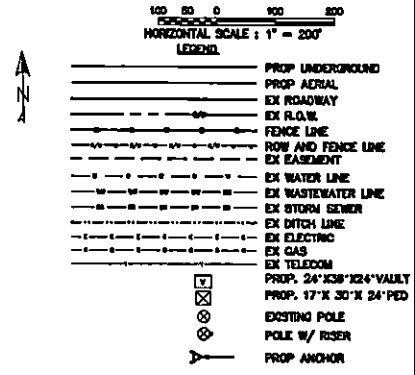 100 50 0 100 200
HORIZONTAL SCALE : 1" = 200'
LEGEND
N
PROP UNDERGROUND
PROP AERIAL
EX ROADWAY
EX R.O.W.
FENCE LINE
ROW AND FENCE LINE
EX EASEMENT
EX WATER LINE
EX WASTEWATER LINE
EX STORM SEWER
EX DITCH LINE
EX ELECTRIC
EX GAS
EX TELECOM
V PROP. 24"X36"X24"VAULT
PROP. 17"X 30"X 24"PED
EXISTING POLE
POLE W/ RISER
PROP ANCHOR